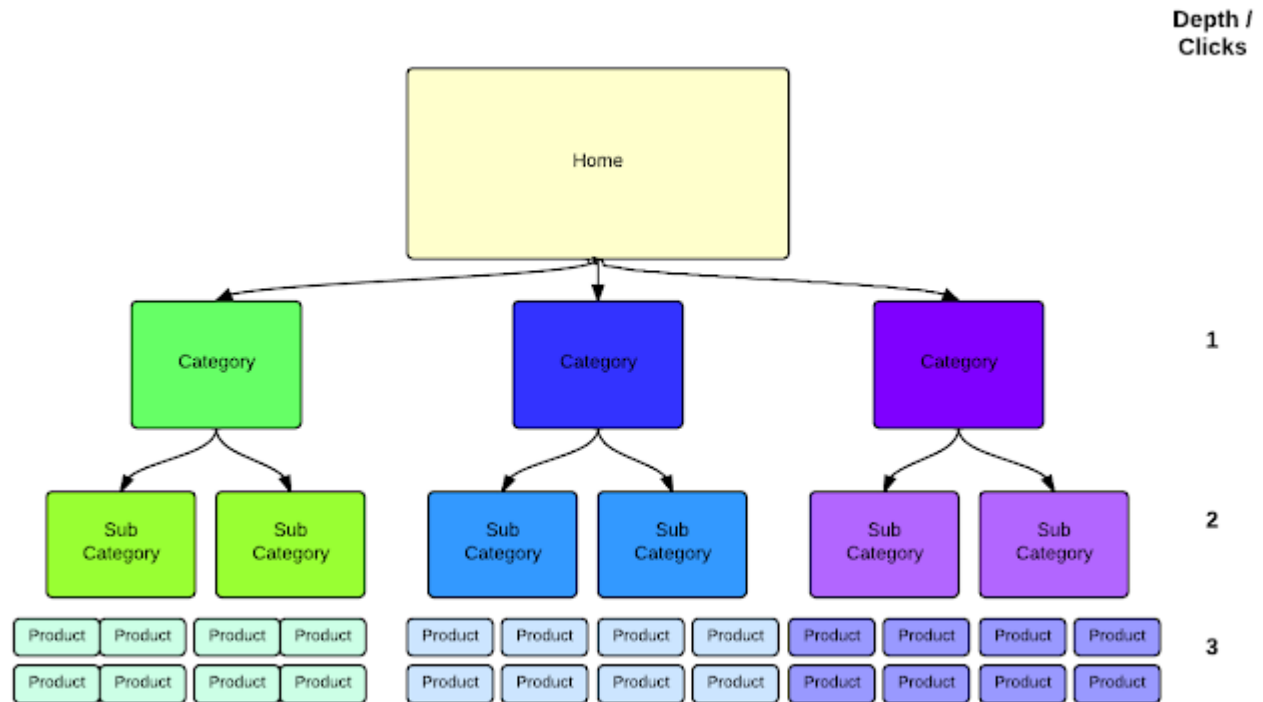 Depth /
Clicks
Home
Category Category Category 1
Sub Sub Sub Sub Sub Sub
Category Category Category Category Category Category 2
Product Product Product Product Product Product Product Product Product Product Product Product 3
Product Product Product Product Product Product Product Product Product Product Product Product